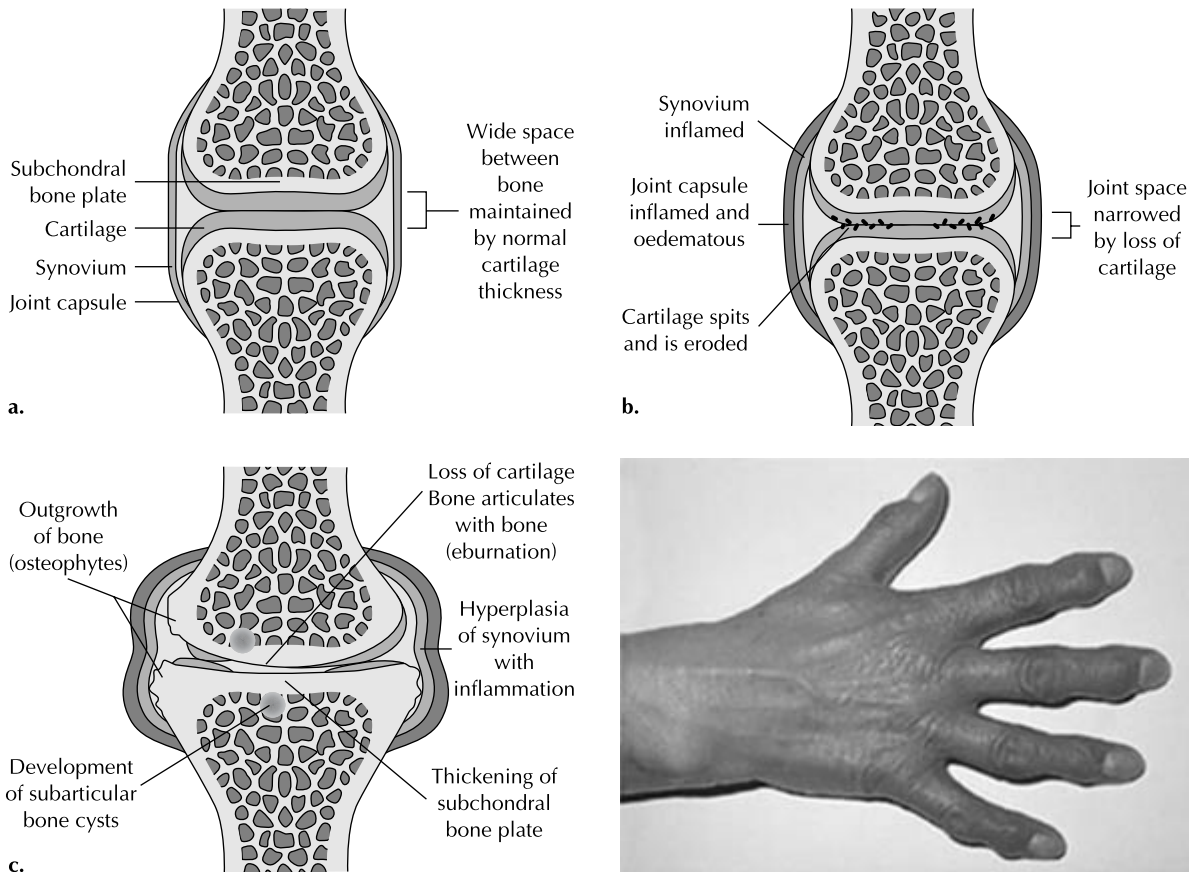 Subchondral
bone plate
Cartilage
Synovium
Joint capsule
Wide space
between
bone
maintained
by normal
cartilage
thickness
a.
Synovium
inflamed
Joint capsule
inflamed and
oedematous
Cartilage spits
and is eroded
Joint space
narrowed
by loss of
cartilage
b.
Outgrowth
of bone
(osteophytes)
Loss of cartilage
Bone articulates
with bone
(eburnation)
Hyperplasia
of synovium
with
inflammation
Development
of subarticular
bone cysts
Thickening of
subchondral
bone plate
c.